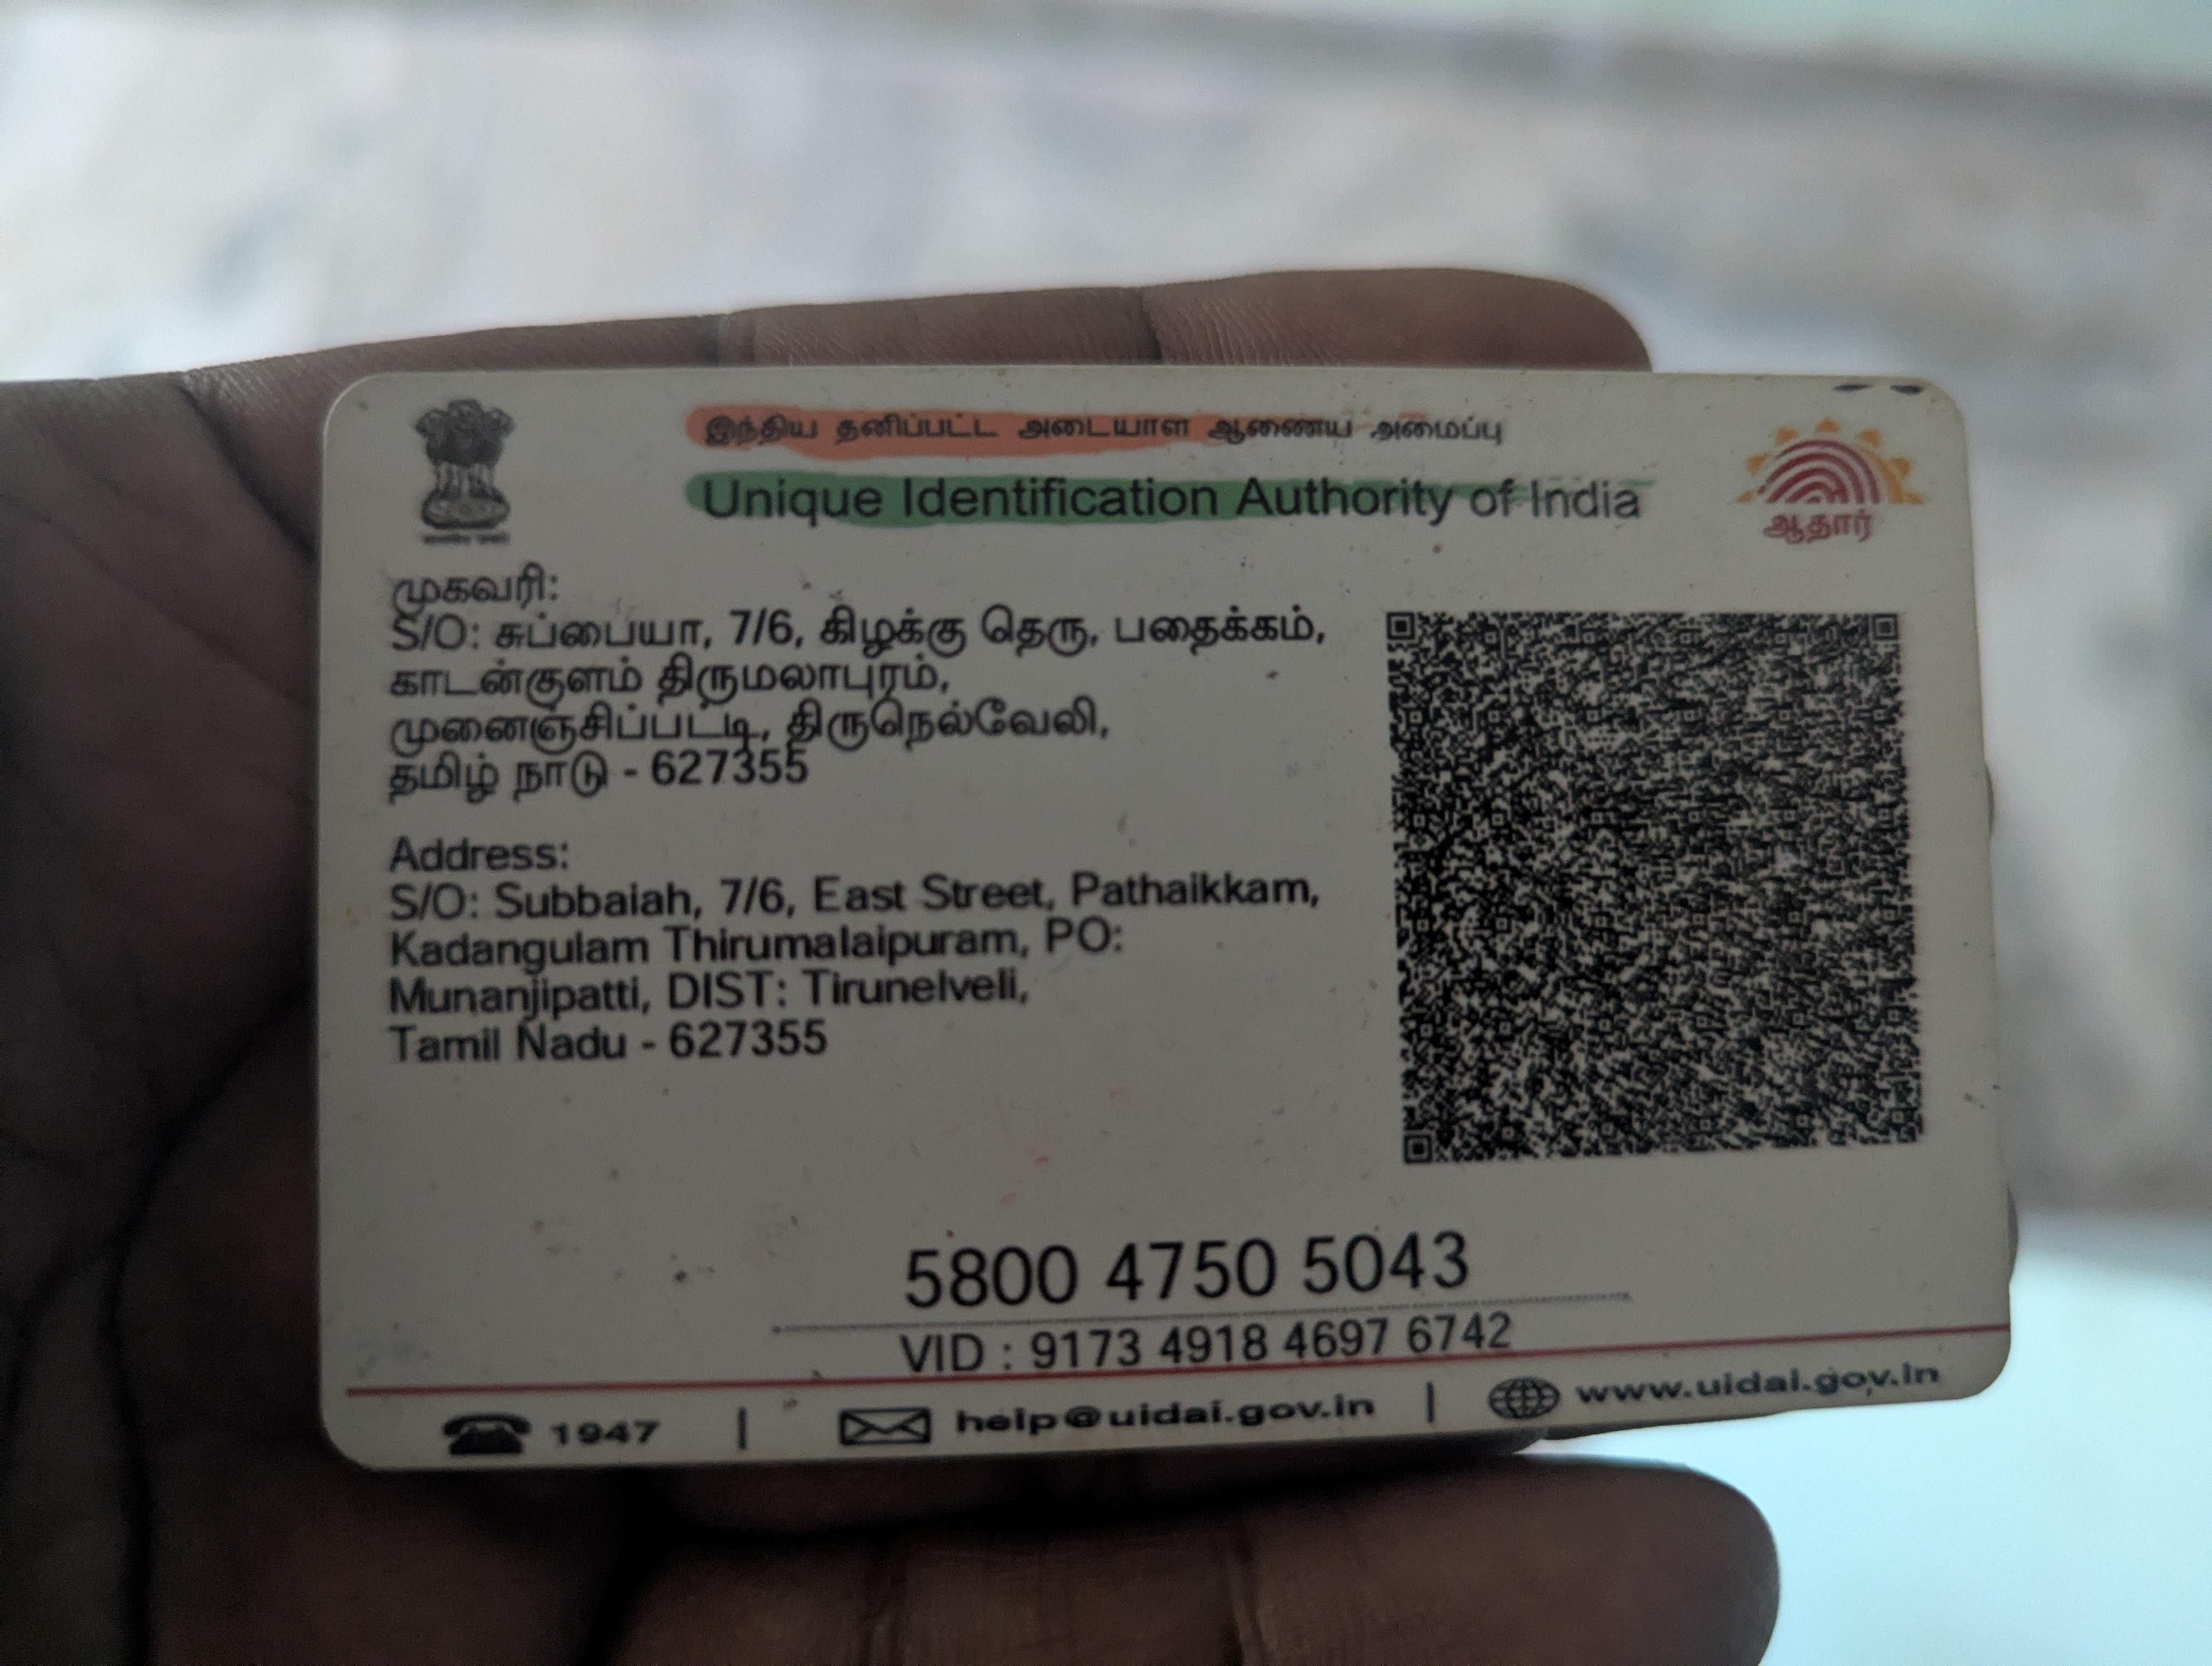 இந்திய தனிப்பட்ட அடையாள ஆணைய அமைப்பு
Unique Identification Authority of India
ஆதார்
முகவரி:
S/O: சுப்பையா, 7/6, கிழக்கு தெரு, பதைக்கம்,
காடன்குளம் திருமலாபுரம்,
முனைஞ்சிப்பட்டி, திருநெல்வேலி,
தமிழ் நாடு - 627355
Address:
S/O: Subbaiah, 7/6, East Street, Pathaikkam,
Kadangulam Thirumalaipuram, PO:
Munanjipatti, DIST: Tirunelveli,
Tamil Nadu - 627355
5800 4750 5043
VID : 9173 4918 4697 6742
1947 | help@uidai.gov.in | www.uidai.gov.in